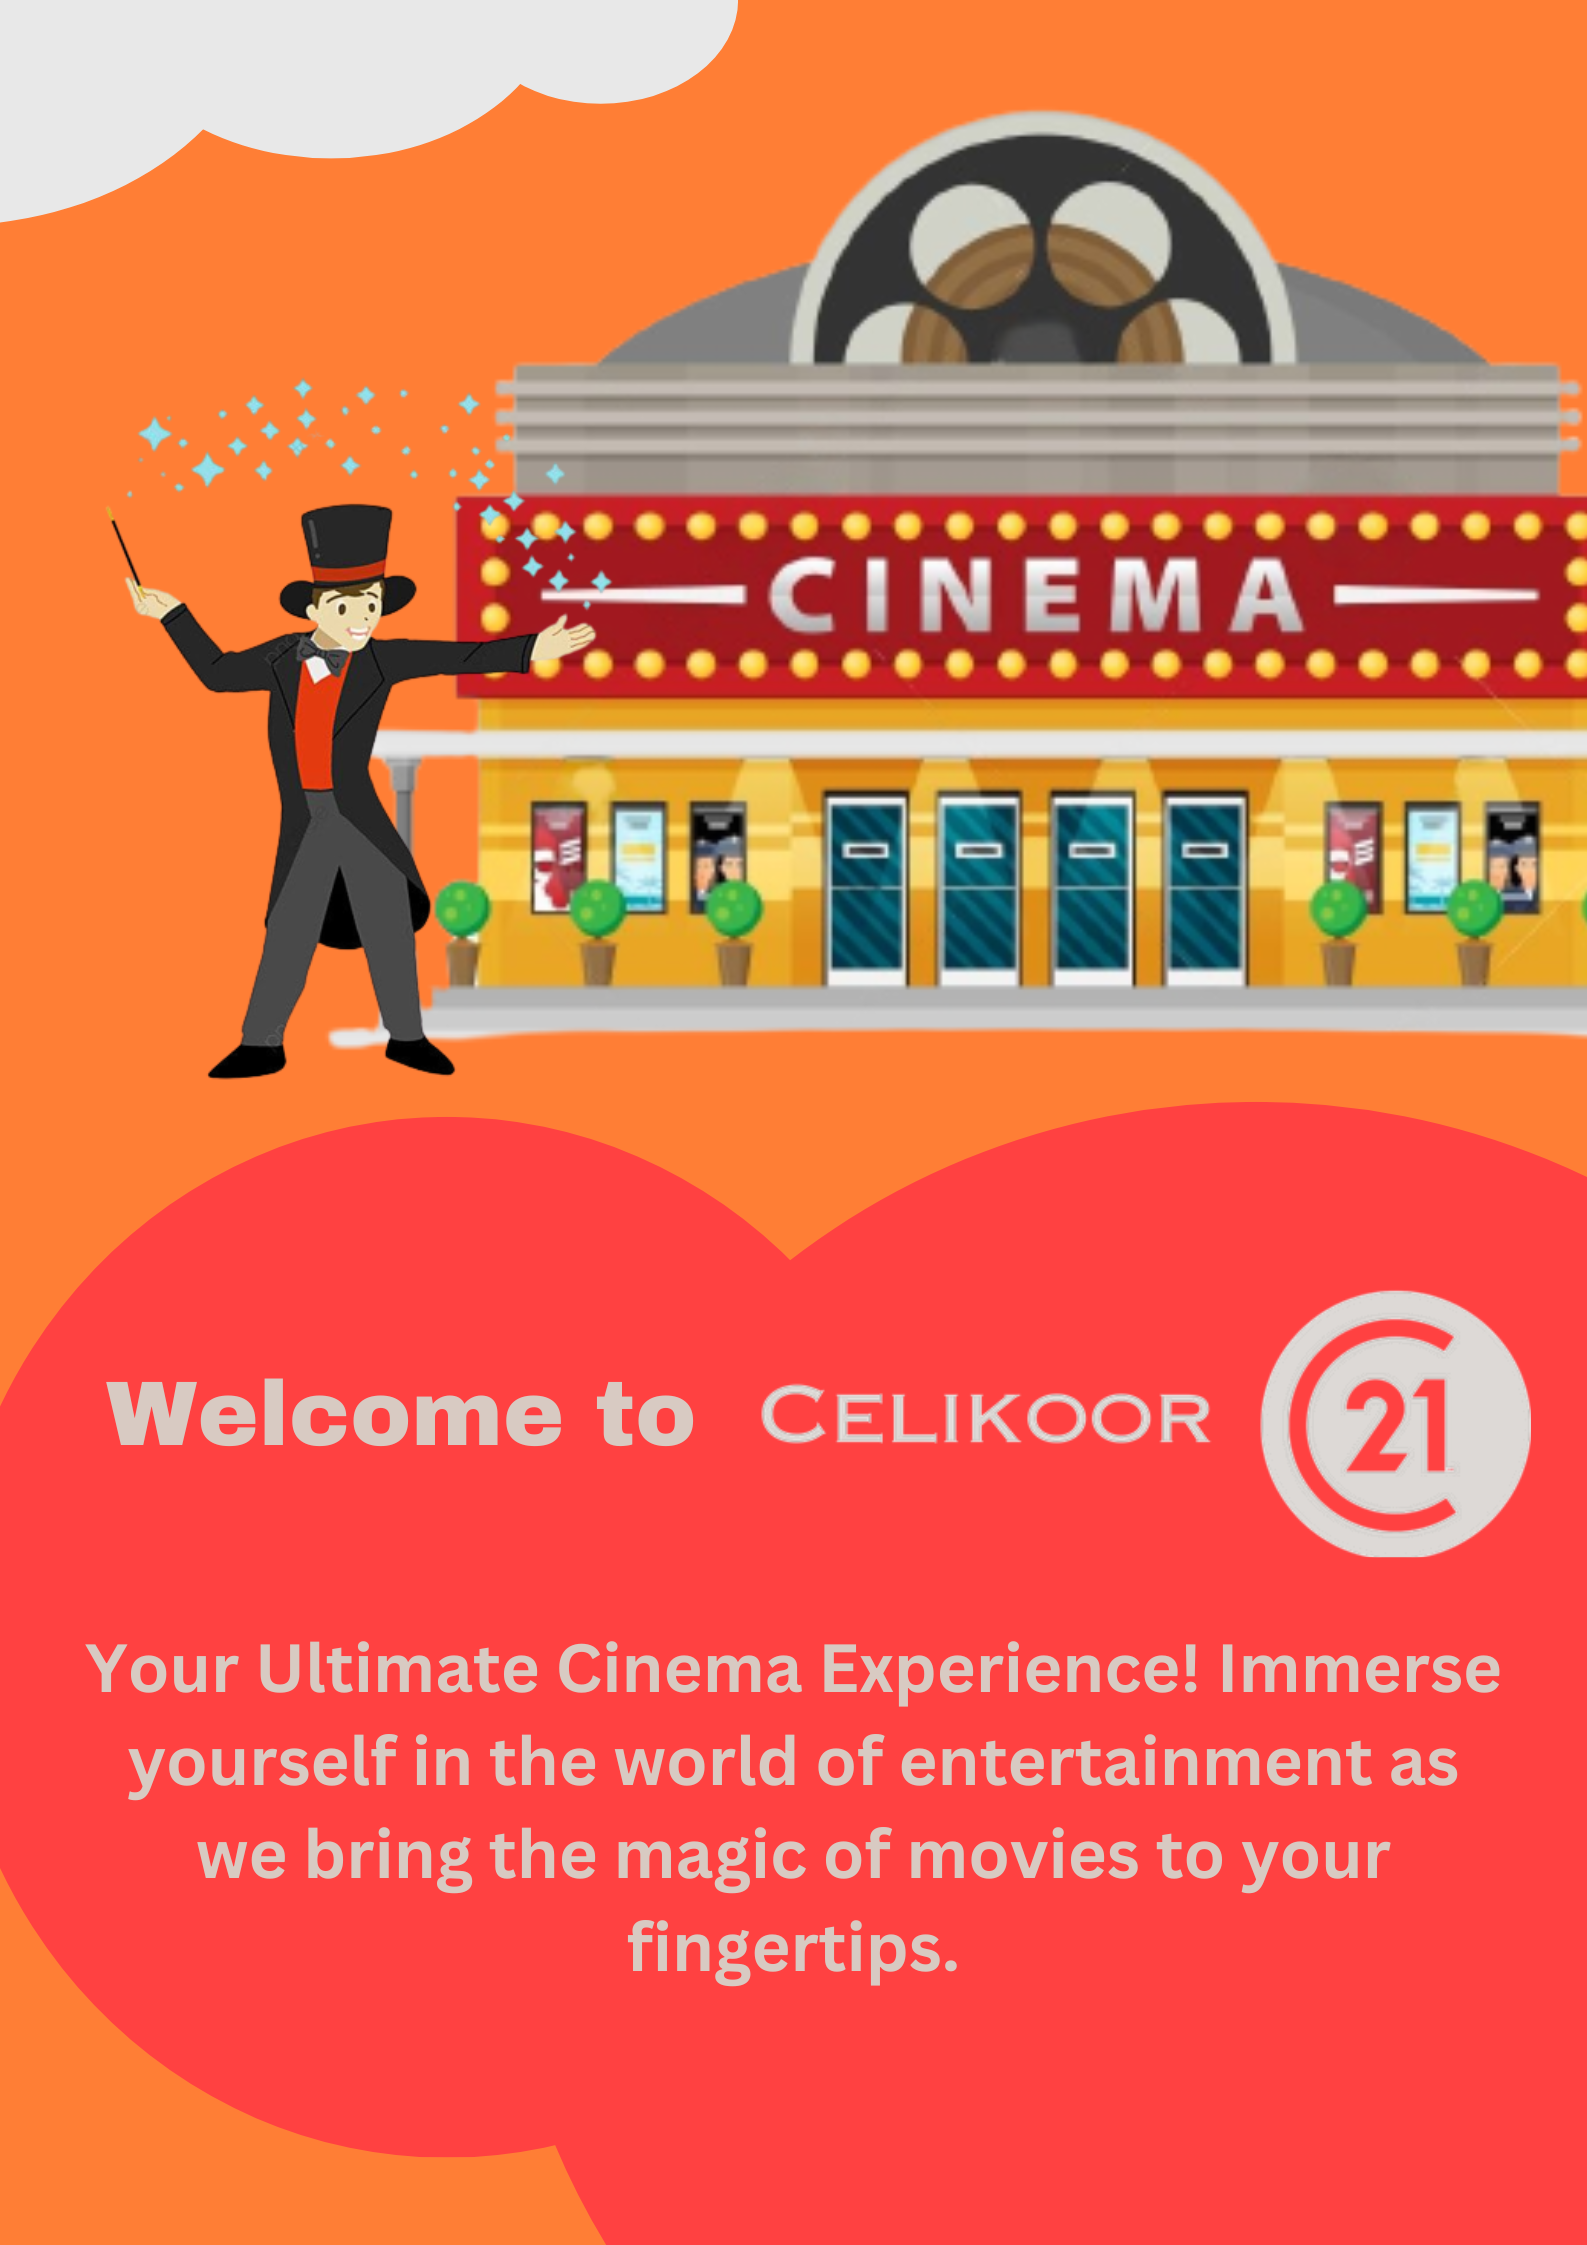 CINEMA
Welcome to CELIKOOR C21
Your Ultimate Cinema Experience! Immerse
yourself in the world of entertainment as
we bring the magic of movies to your
fingertips.